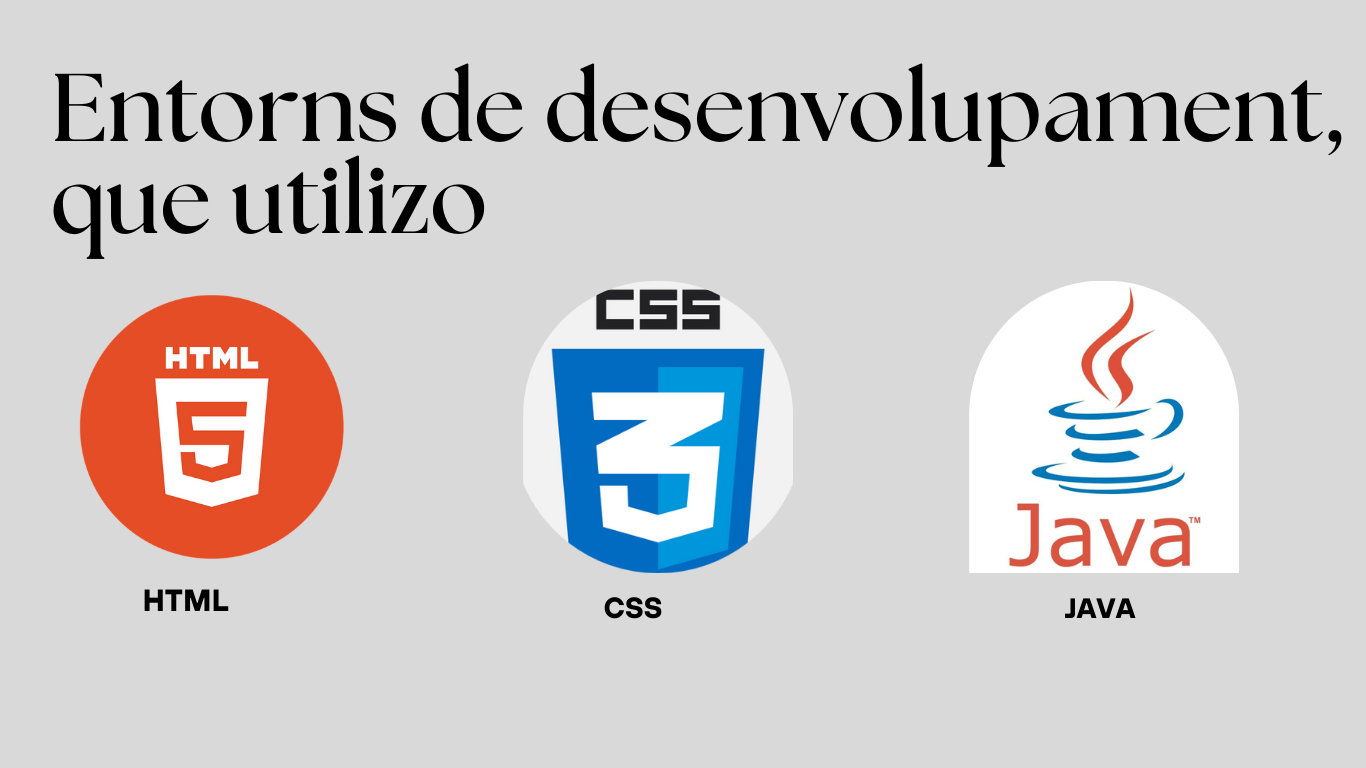 Entorns de desenvolupament,
que utilizo
HTML
5
CSS
3
Java™
HTML
CSS
JAVA